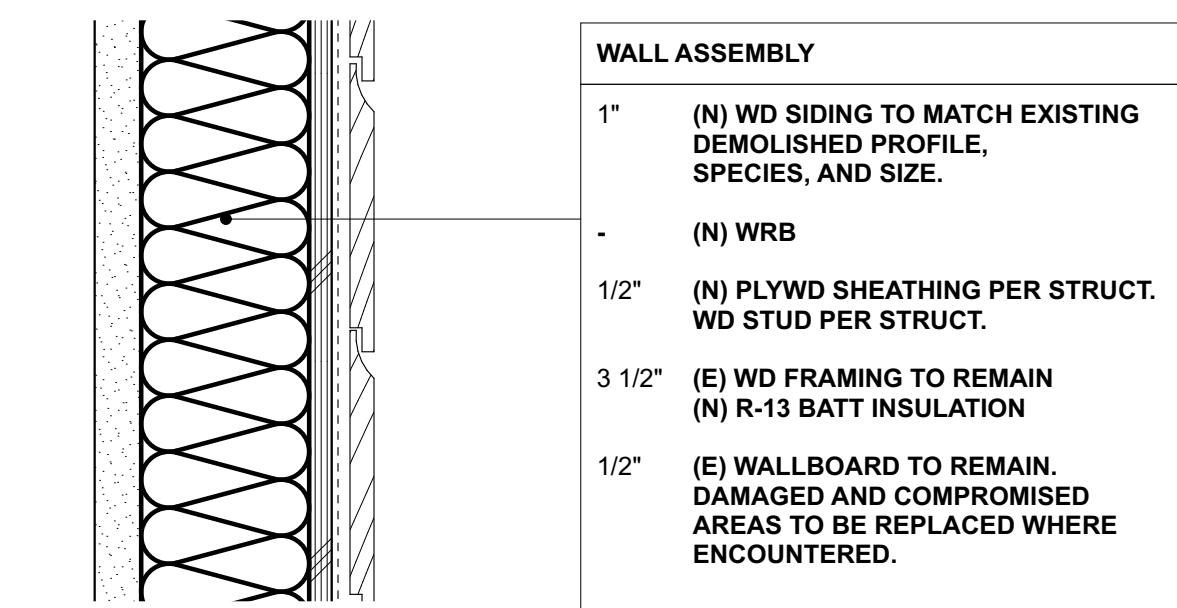 WALL ASSEMBLY
1" (N) WD SIDING TO MATCH EXISTING
DEMOLISHED PROFILE,
SPECIES, AND SIZE.
- (N) WRB
1/2" (N) PLYWD SHEATHING PER STRUCT.
WD STUD PER STRUCT.
3 1/2" (E) WD FRAMING TO REMAIN
(N) R-13 BATT INSULATION
1/2" (E) WALLBOARD TO REMAIN.
DAMAGED AND COMPROMISED
AREAS TO BE REPLACED WHERE
ENCOUNTERED.